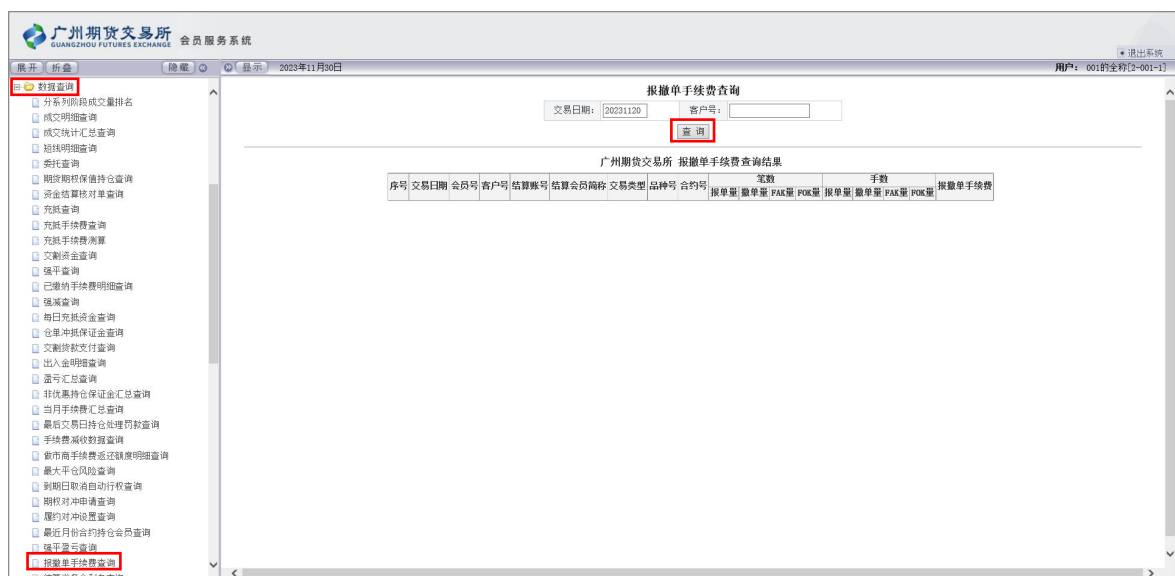 广州期货交易所 会员服务系统
GUANGZHOU FUTURES EXCHANGE
退出系统
展开 折叠 隐藏 显示 2023年11月30日 用户: 001的全称[2-001-1]
数据查询
分系列阶段成交量排名
成交明细查询
成交统计汇总查询
短线明细查询
委托查询
期货期权保值持仓查询
资金结算核对单查询
充抵查询
充抵手续费查询
充抵手续费测算
交割资金查询
强平查询
已缴纳手续费明细查询
强减查询
每日充抵资金查询
仓单冲抵保证金查询
交割货款支付查询
出入金明细查询
盈亏汇总查询
非优惠持仓保证金汇总查询
当月手续费汇总查询
最后交易日持仓处理罚款查询
手续费减收数据查询
做市商手续费返还额度明细查询
最大平仓风险查询
到期日取消自动行权查询
期权对冲申请查询
履约对冲设置查询
最近月份合约持仓会员查询
强平盈亏查询
报撤单手续费查询
报撤单手续费查询
交易日期: 20231120 客户号:
查 询
广州期货交易所 报撤单手续费查询结果
序号 交易日期 会员号 客户号 结算账号 结算会员简称 交易类型 品种号 合约号 笔数 手数 报撤单手续费
报单量 撤单量 FAK量 FOK量 报单量 撤单量 FAK量 FOK量